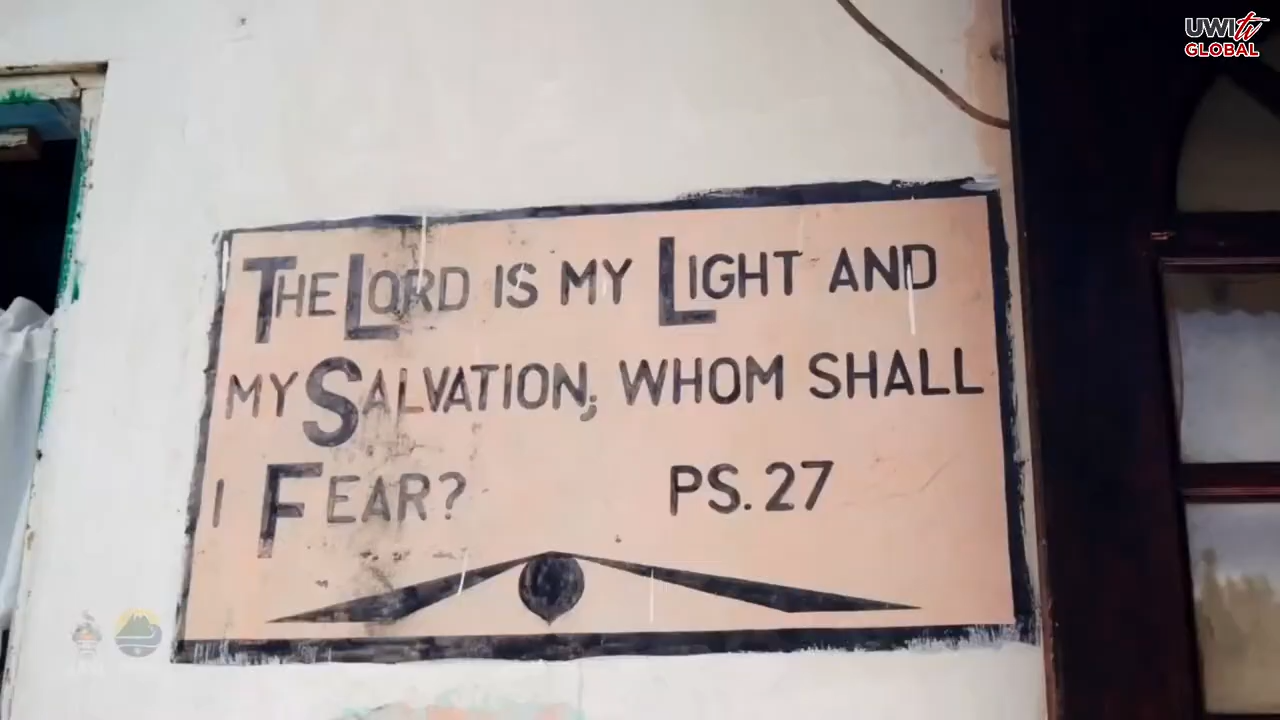 UWI tv
GLOBAL
THE LORD IS MY LIGHT AND
MY SALVATION; WHOM SHALL
I FEAR? PS. 27